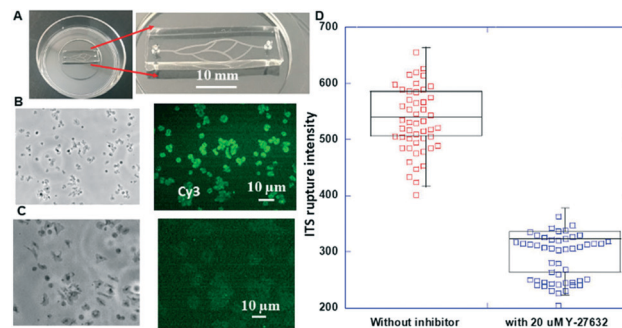 A
10 mm
B
Cy3
10 µm
C
10 µm
D
ITS rupture intensity
700
600
500
400
300
200
Without inhibitor
with 20 uM Y-27632